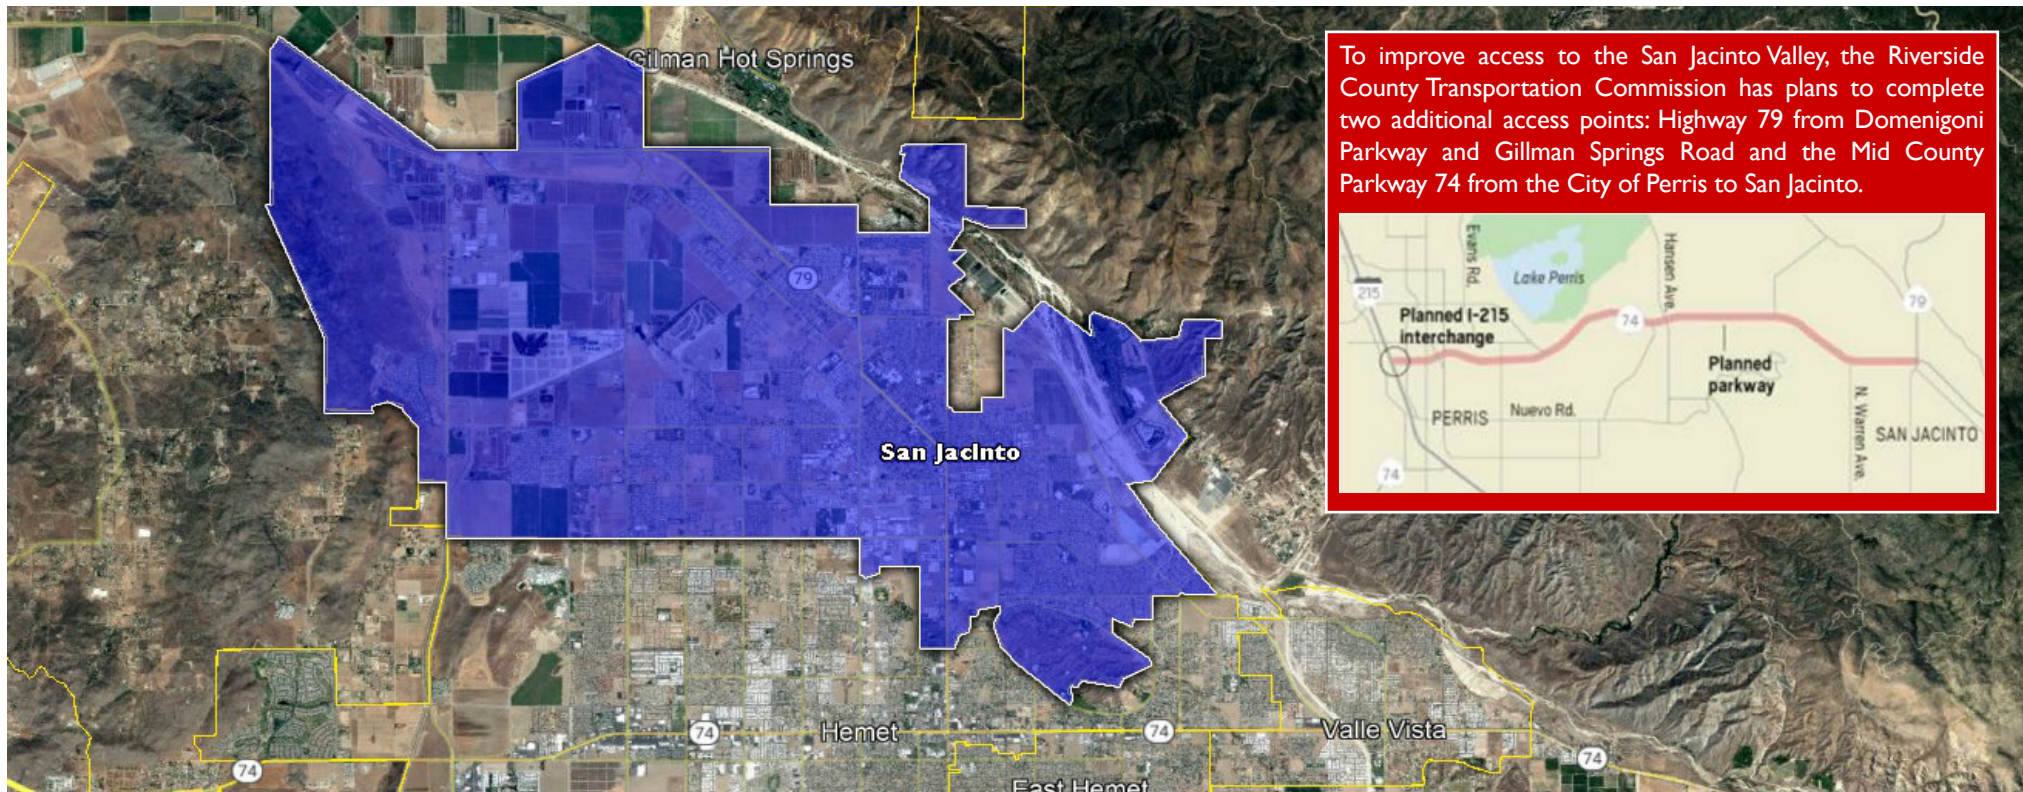 Gilman Hot Springs
To improve access to the San Jacinto Valley, the Riverside
County Transportation Commission has plans to complete
two additional access points: Highway 79 from Domenigoni
Parkway and Gillman Springs Road and the Mid County
Parkway 74 from the City of Perris to San Jacinto.
Evans Rd.
Hansen Ave.
Lake Perris
215
79
Planned I-215
interchange
74
Planned
parkway
PERRIS
Nuevo Rd.
N. Warren Ave.
SAN JACINTO
74
79
San Jacinto
74
Hemet
74
Valle Vista
74
74
East Hemet